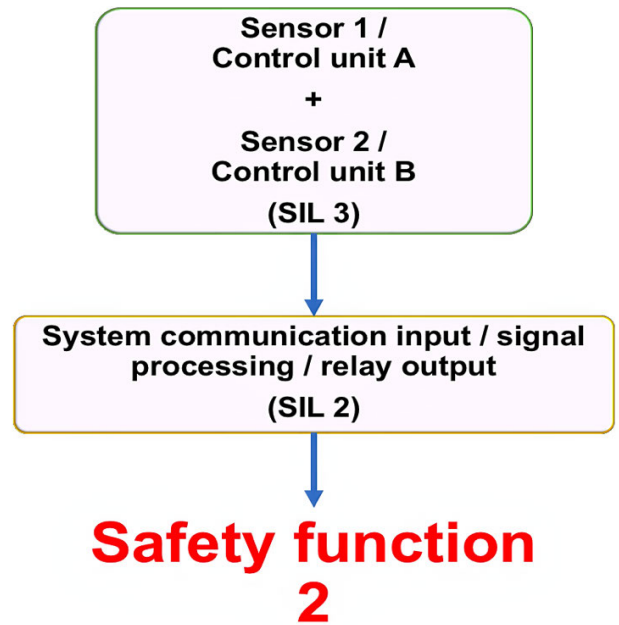 Sensor 1 /
Control unit A
+
Sensor 2 /
Control unit B
(SIL 3)
System communication input / signal
processing / relay output
(SIL 2)
Safety function
2